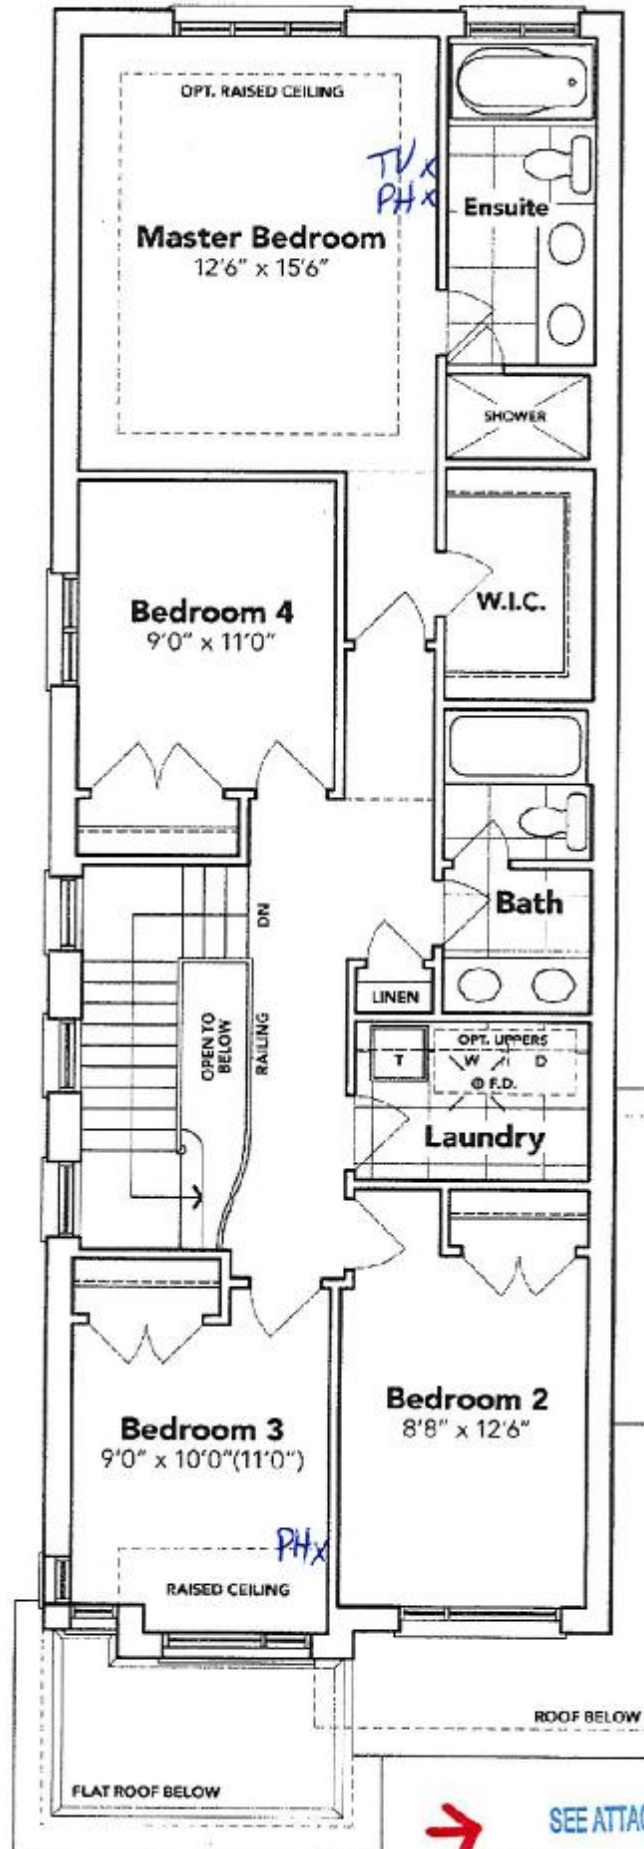 OPT. RAISED CEILING
TV x
PH x
Master Bedroom
12'6" x 15'6"
Ensuite
SHOWER
W.I.C.
Bedroom 4
9'0" x 11'0"
Bath
DN
LINEN
OPEN TO
BELOW
RAILING
OPT. UPPERS
T
W
D
F.D.
Laundry
Bedroom 2
8'8" x 12'6"
Bedroom 3
9'0" x 10'0"(11'0")
PH x
RAISED CEILING
ROOF BELOW
FLAT ROOF BELOW
SEE